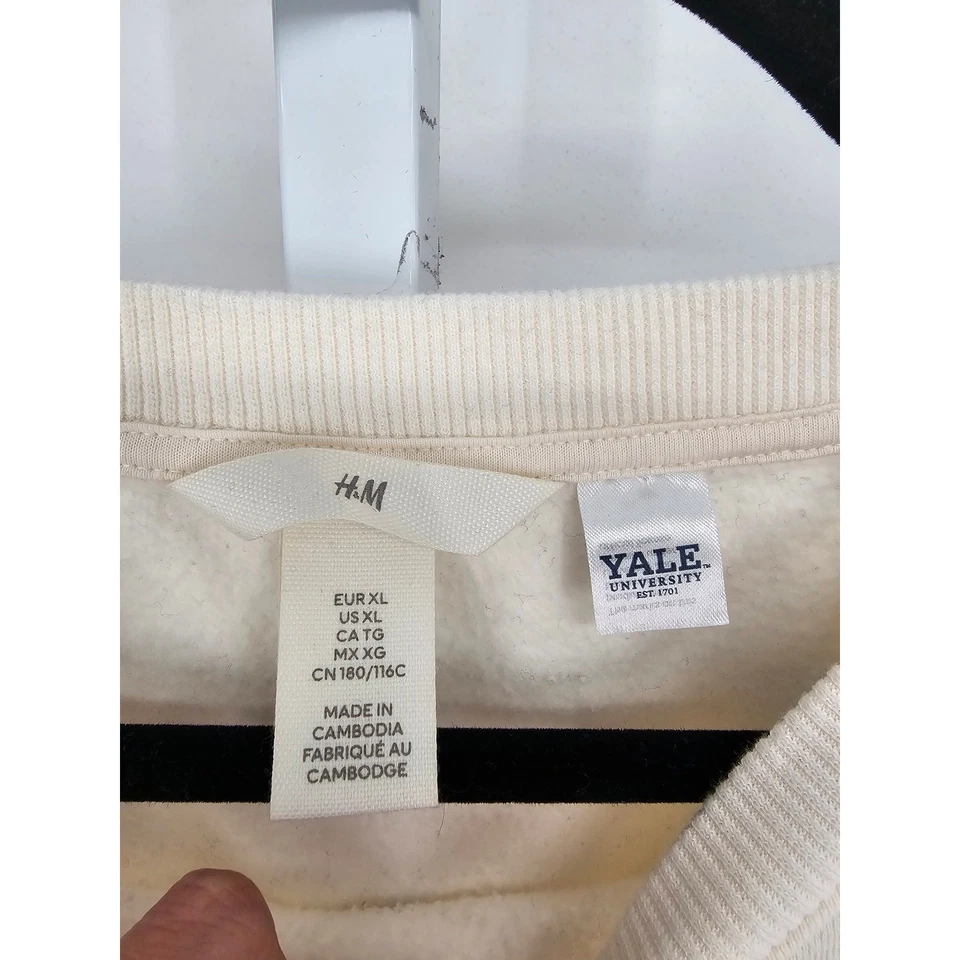 H&M
EUR XL
US XL
CA TG
MX XG
CN 180/116C
MADE IN
CAMBODIA
FABRIQUÉ AU
CAMBODGE
YALE™
UNIVERSITY
EST. 1701